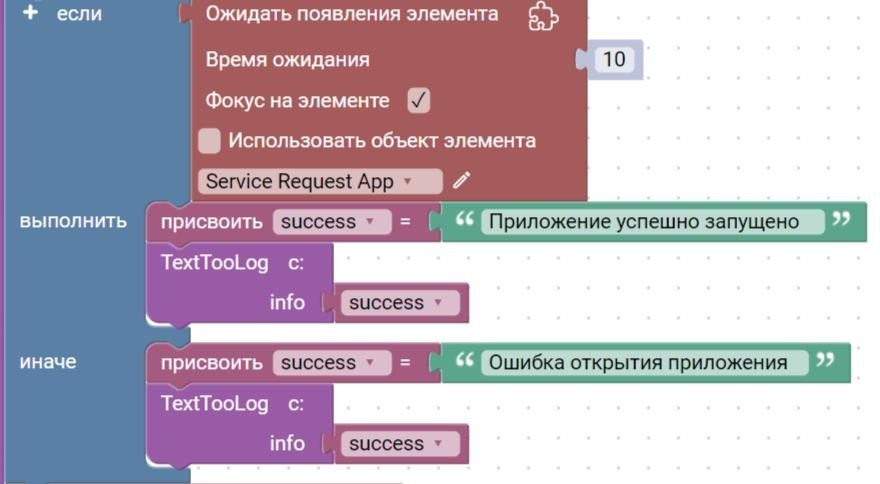 + если Ожидать появления элемента
Время ожидания 10
Фокус на элементе ✓
Использовать объект элемента
Service Request App
выполнить присвоить success = “ Приложение успешно запущено ”
TextTooLog с:
info success
иначе присвоить success = “ Ошибка открытия приложения ”
TextTooLog с:
info success